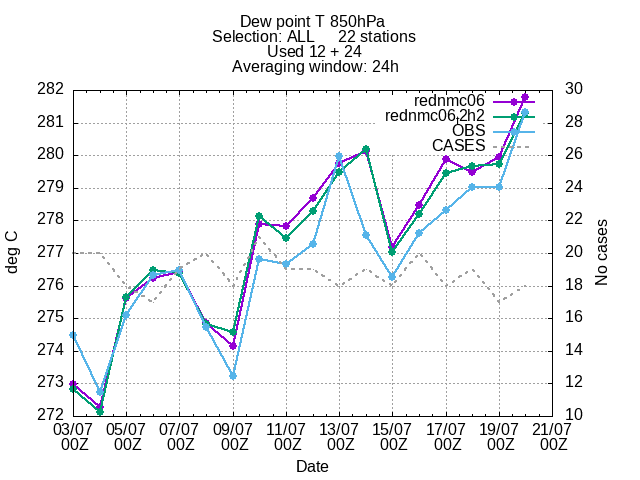 Dew point T 850hPa
Selection: ALL 22 stations
Used 12 + 24
Averaging window: 24h
rednmc06
rednmc06,2h2
OBS
CASES
282
281
280
279
278
277
276
275
274
273
272
deg C
30
28
26
24
22
20
18
16
14
12
10
No cases
03/07 05/07 07/07 09/07 11/07 13/07 15/07 17/07 19/07 21/07
00Z 00Z 00Z 00Z 00Z 00Z 00Z 00Z 00Z 00Z
Date